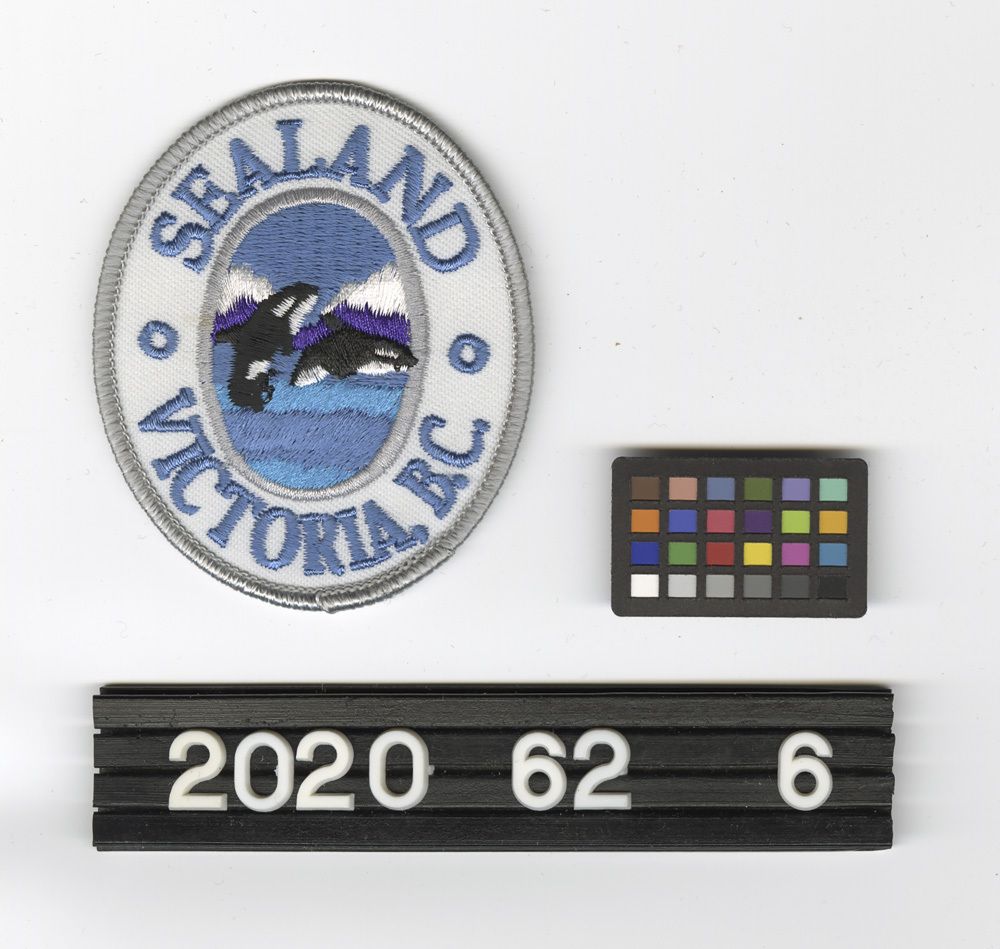 SEALAND
VICTORIA, B.C.
2020 62 6